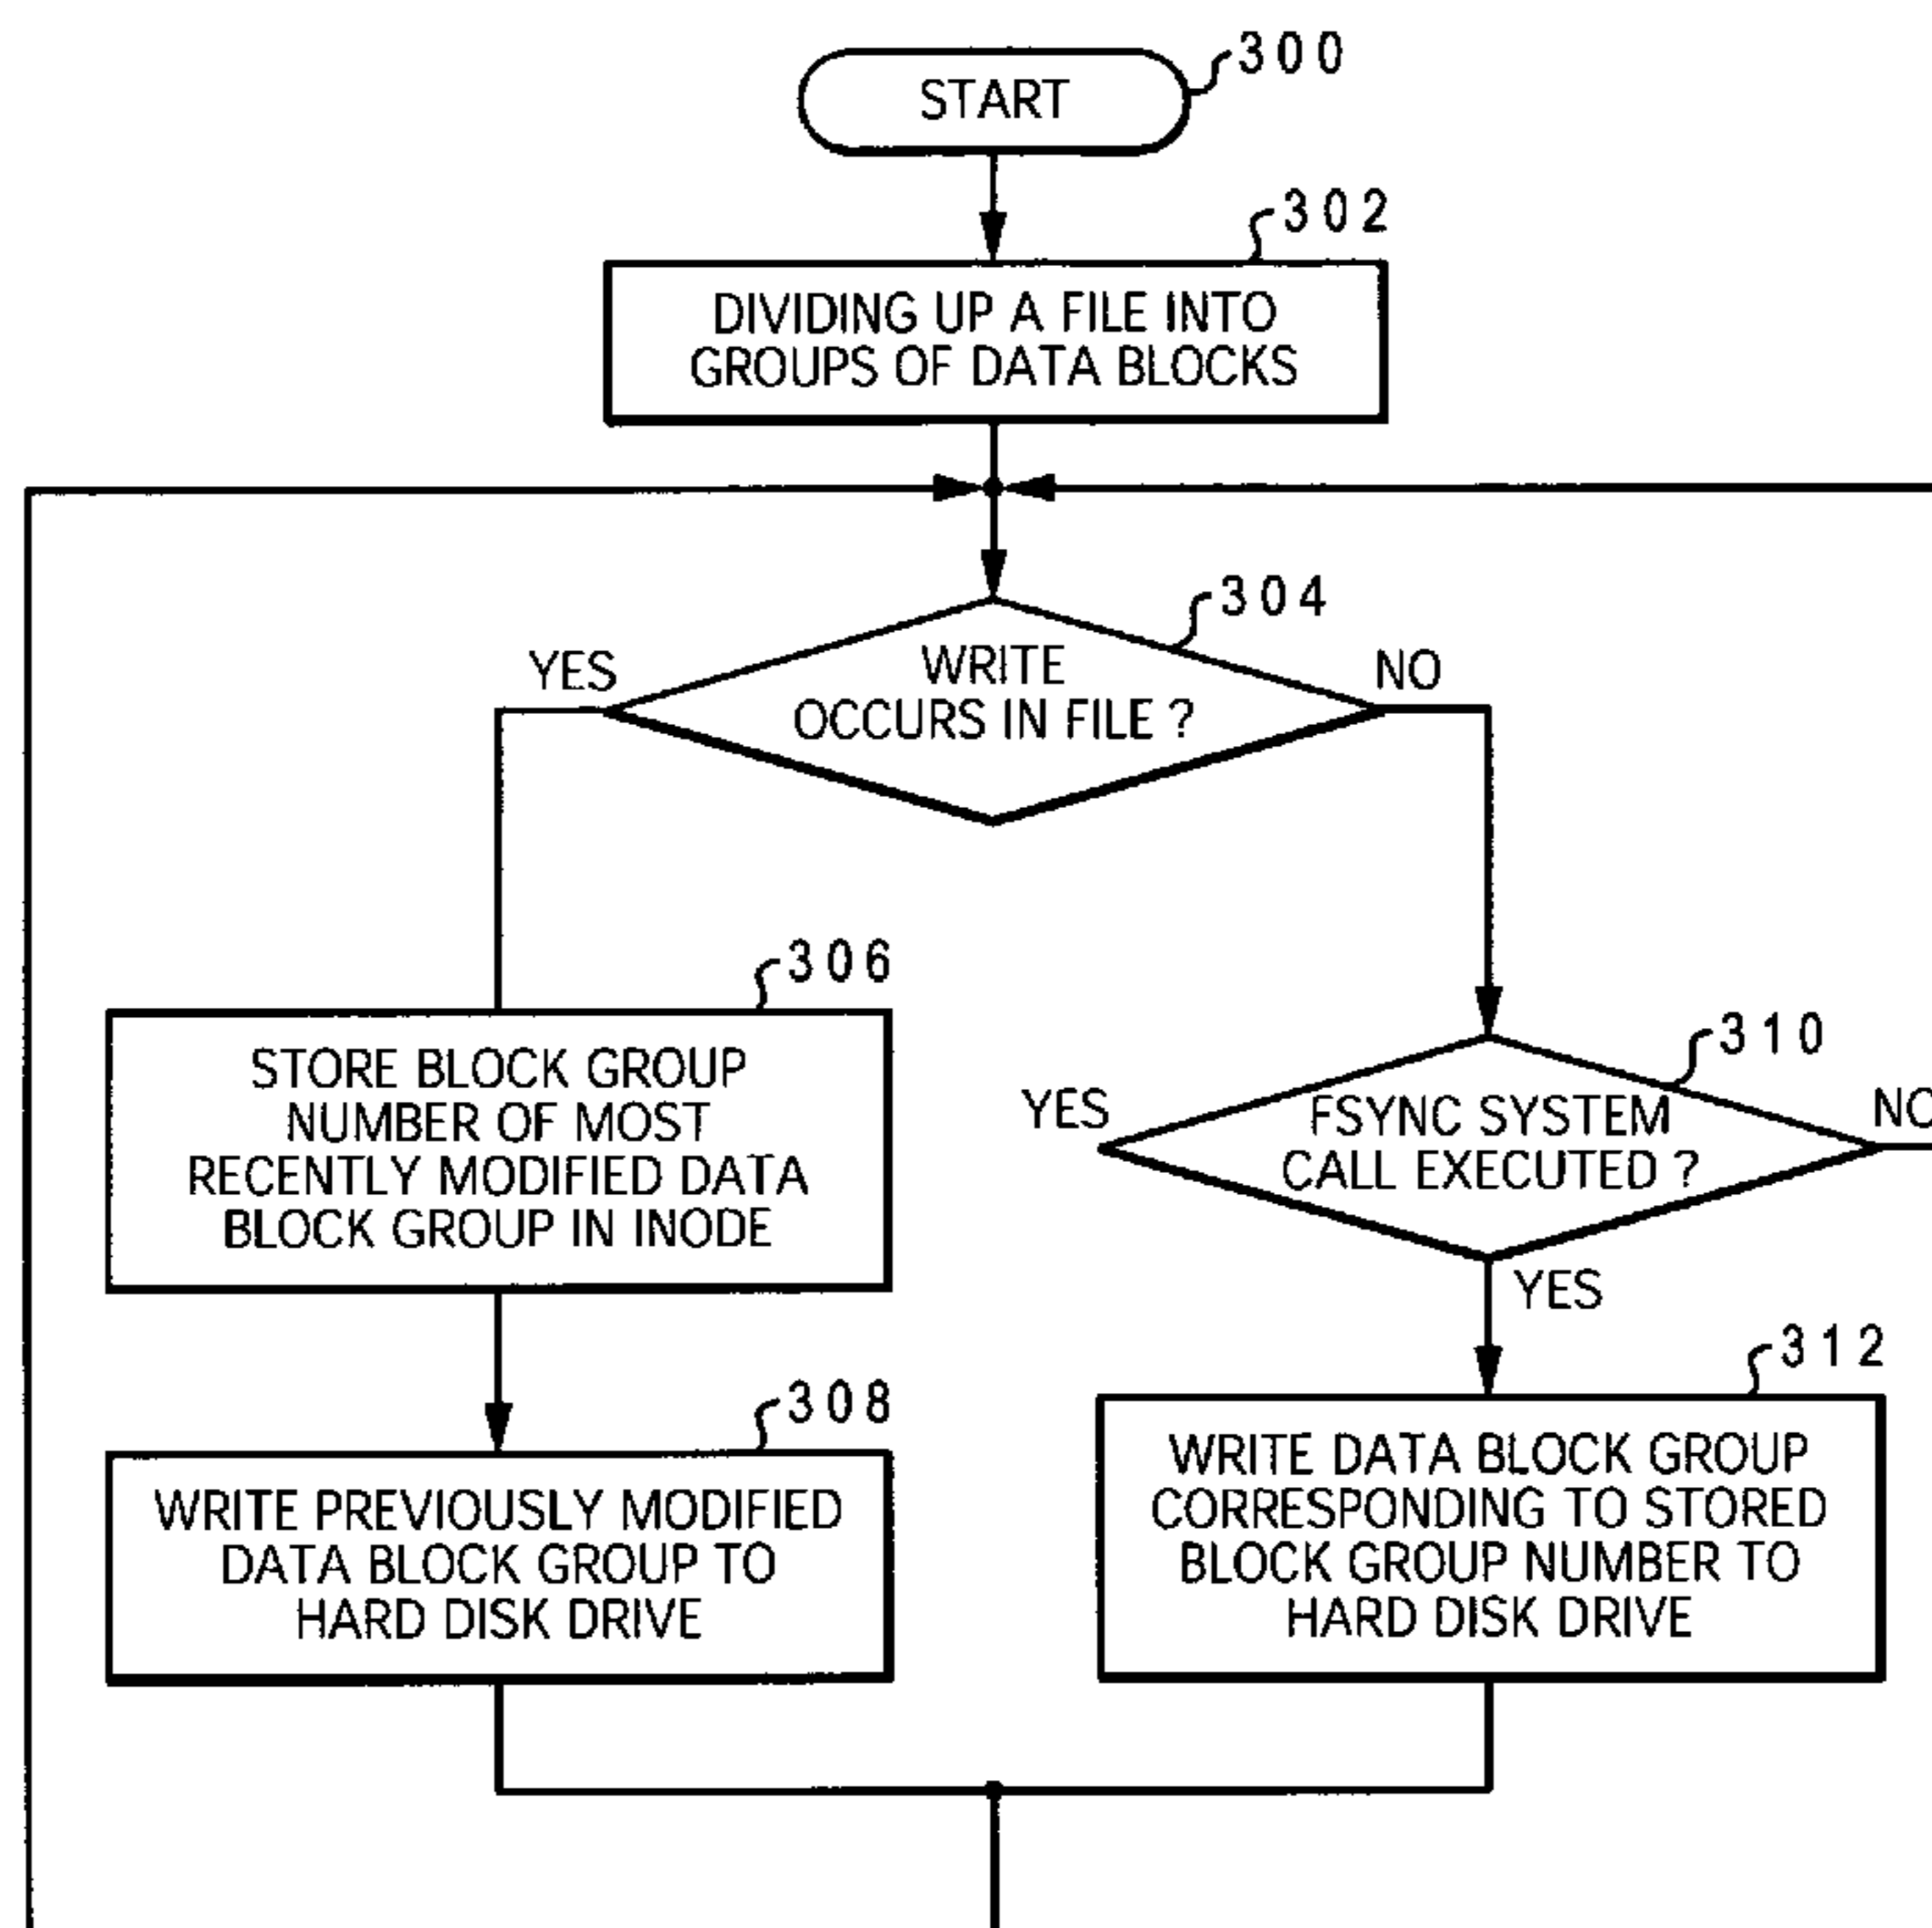 START
300
302
DIVIDING UP A FILE INTO
GROUPS OF DATA BLOCKS
304
YES
WRITE
OCCURS IN FILE ?
NO
306
STORE BLOCK GROUP
NUMBER OF MOST
RECENTLY MODIFIED DATA
BLOCK GROUP IN INODE
310
YES
FSYNC SYSTEM
CALL EXECUTED ?
NO
YES
308
WRITE PREVIOUSLY MODIFIED
DATA BLOCK GROUP TO
HARD DISK DRIVE
312
WRITE DATA BLOCK GROUP
CORRESPONDING TO STORED
BLOCK GROUP NUMBER TO
HARD DISK DRIVE